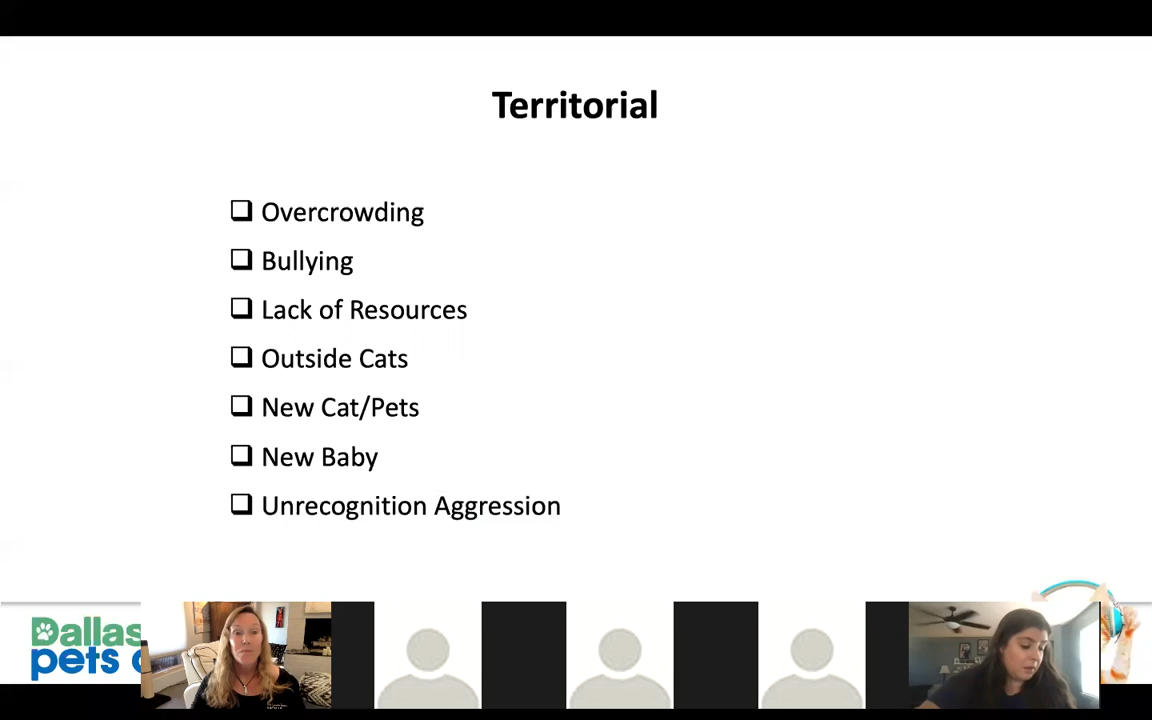 Territorial
Overcrowding
Bullying
Lack of Resources
Outside Cats
New Cat/Pets
New Baby
Unrecognition Aggression
Dallas
pets